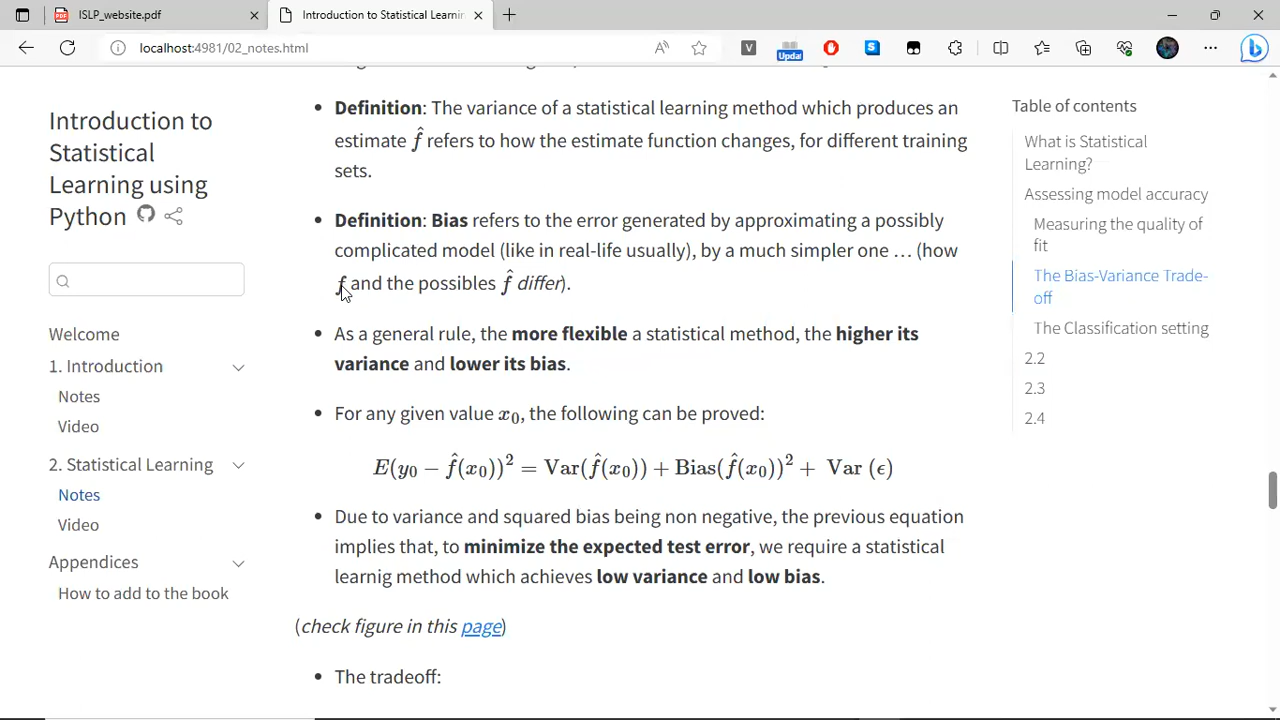 ISLP_website.pdf
Introduction to Statistical Learnin
localhost:4981/02_notes.html
Introduction to
Statistical
Learning using
Python
Welcome
1. Introduction
Notes
Video
2. Statistical Learning
Notes
Video
Appendices
How to add to the book
• Definition: The variance of a statistical learning method which produces an
estimate f̂ refers to how the estimate function changes, for different training
sets.
• Definition: Bias refers to the error generated by approximating a possibly
complicated model (like in real-life usually), by a much simpler one … (how
f and the possibles f̂ differ).
• As a general rule, the more flexible a statistical method, the higher its
variance and lower its bias.
• For any given value x₀, the following can be proved:
E(y₀ − f̂(x₀))² = Var(f̂(x₀)) + Bias(f̂(x₀))² + Var (ϵ)
• Due to variance and squared bias being non negative, the previous equation
implies that, to minimize the expected test error, we require a statistical
learnig method which achieves low variance and low bias.
(check figure in this page)
• The tradeoff:
Table of contents
What is Statistical
Learning?
Assessing model accuracy
Measuring the quality of
fit
The Bias-Variance Trade-
off
The Classification setting
2.2
2.3
2.4